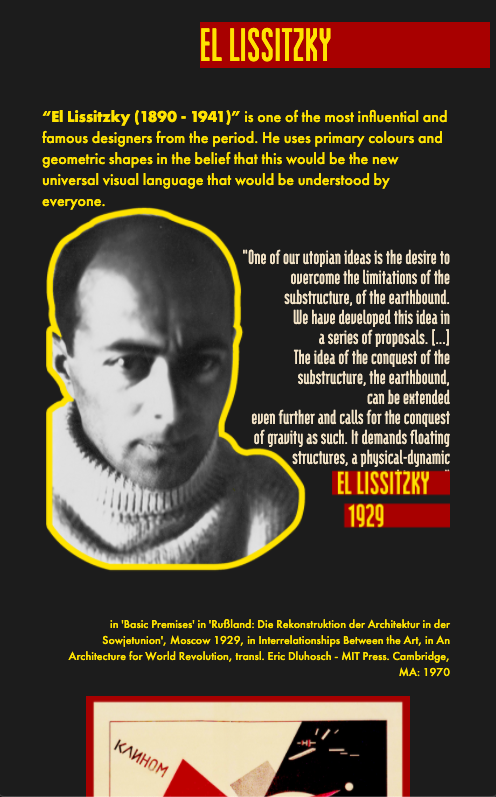 EL LISSITZKY
“El Lissitzky (1890 - 1941)” is one of the most influential and
famous designers from the period. He uses primary colours and
geometric shapes in the belief that this would be the new
universal visual language that would be understood by
everyone.
"One of our utopian ideas is the desire to
overcome the limitations of the
substructure, of the earthbound.
We have developed this idea in
a series of proposals. [...]
The idea of the conquest of the
substructure, the earthbound,
can be extended
even further and calls for the conquest
of gravity as such. It demands floating
structures, a physical-dynamic
EL LISSITZKY
1929
in 'Basic Premises' in 'Rußland: Die Rekonstruktion der Architektur in der
Sowjetunion', Moscow 1929, in Interrelationships Between the Art, in An
Architecture for World Revolution, transl. Eric Dluhosch - MIT Press. Cambridge,
MA: 1970
КЛИНОМ